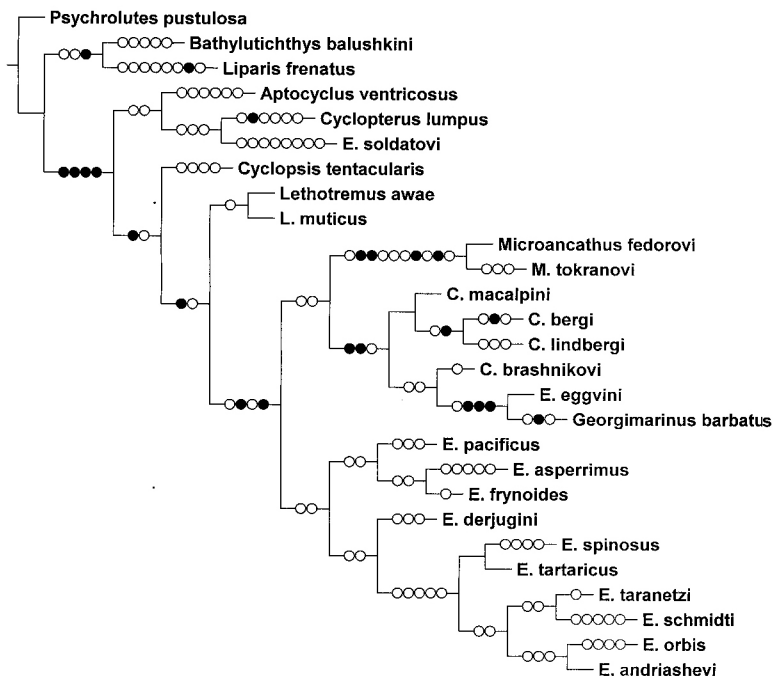 Psychrolutes pustulosa
Bathylutichthys balushkini
Liparis frenatus
Aptocyclus ventricosus
Cyclopterus lumpus
E. soldatovi
Cyclopsis tentacularis
Lethotremus awae
L. muticus
Microancathus fedorovi
M. tokranovi
C. macalpini
C. bergi
C. lindbergi
C. brashnikovi
E. eggvini
Georgimarinus barbatus
E. pacificus
E. asperrimus
E. frynoides
E. derjugini
E. spinosus
E. tartaricus
E. taranetzi
E. schmidti
E. orbis
E. andriashevi